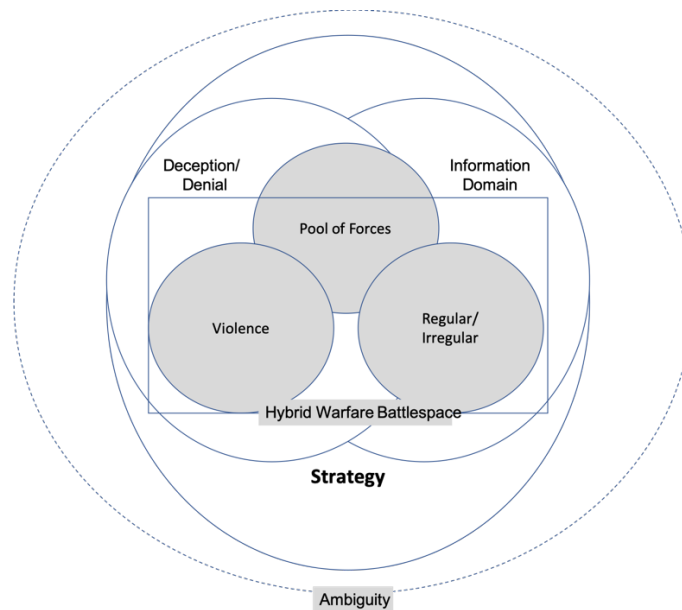 Deception/
Denial
Information
Domain
Pool of Forces
Violence
Regular/
Irregular
Hybrid Warfare Battlespace
Strategy
Ambiguity